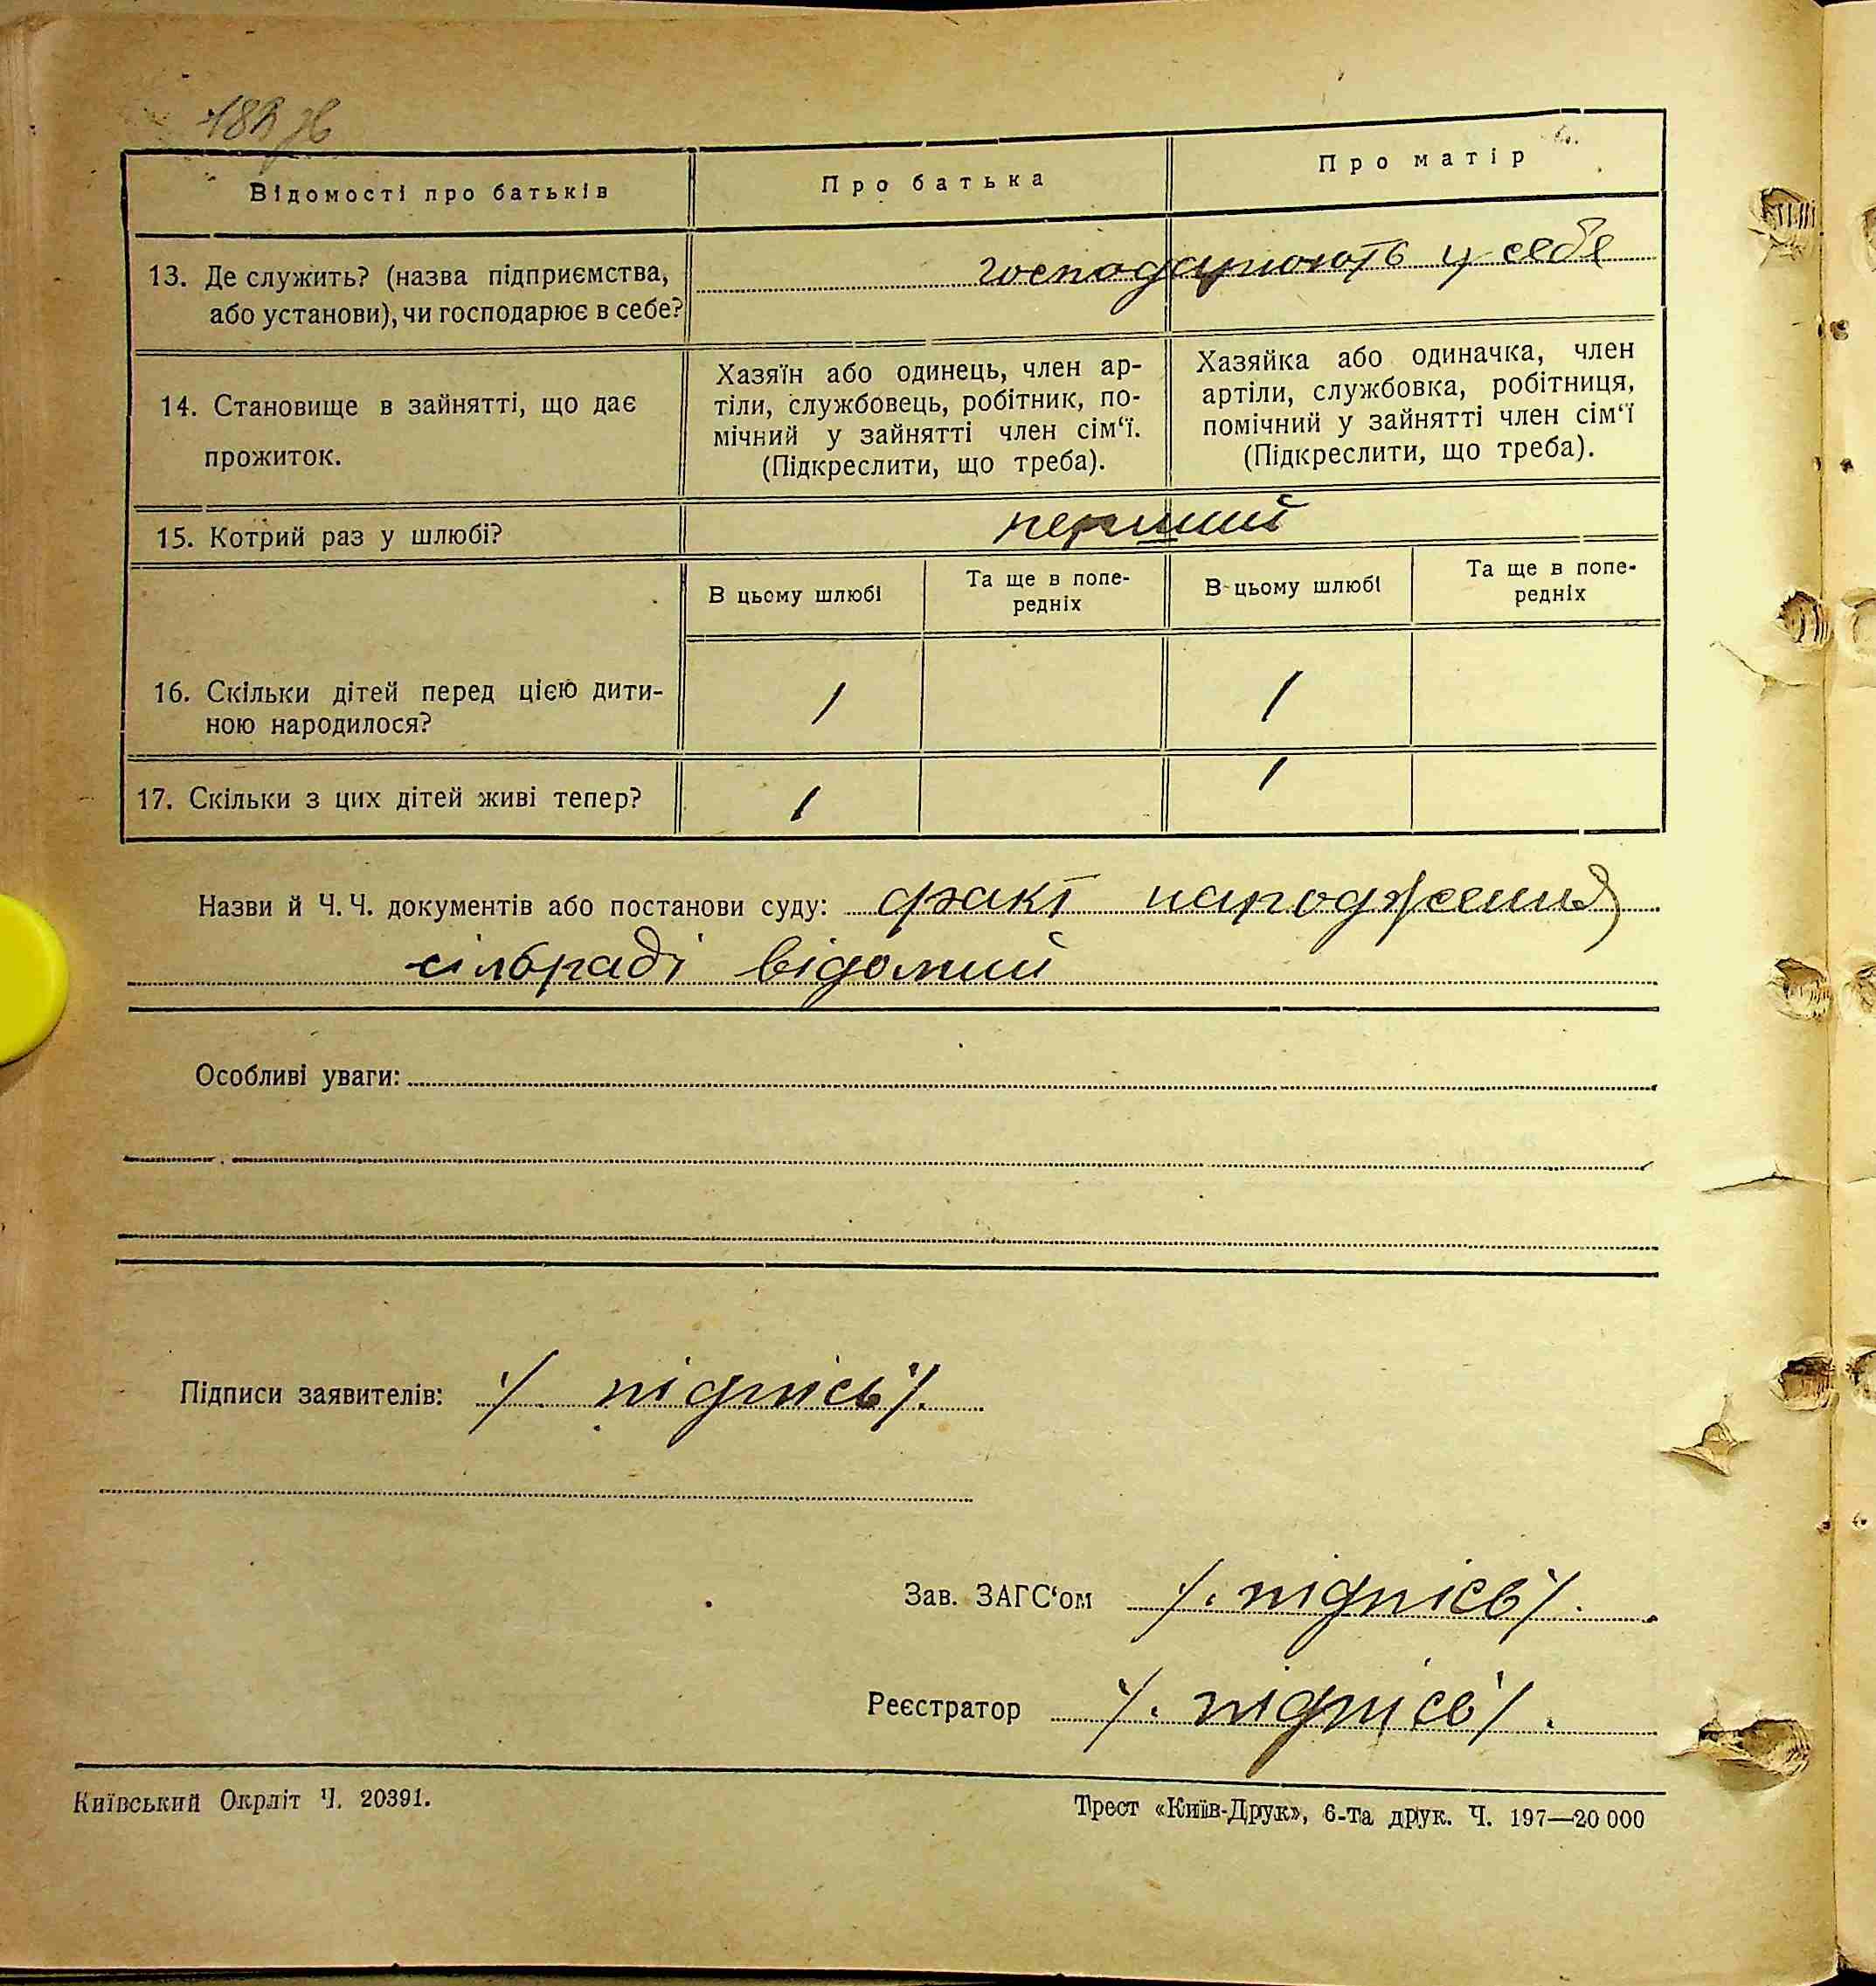 Відомості про батьків
Про батька
Про матір
13. Де служить? (назва підприємства,
або установи), чи господарює в себе?
господарюють у себе
14. Становище в зайнятті, що дає
прожиток.
Хазяїн або одинець, член ар-
тіли, службовець, робітник, по-
мічний у зайнятті член сім‘ї.
(Підкреслити, що треба).
Хазяйка або одиначка, член
артіли, службовка, робітниця,
помічний у зайнятті член сім‘ї
(Підкреслити, що треба).
15. Котрий раз у шлюбі?
перший
В цьому шлюбі
Та ще в попе-
редніх
В цьому шлюбі
Та ще в попе-
редніх
16. Скільки дітей перед цією дити-
ною народилося?
1
1
17. Скільки з цих дітей живі тепер?
1
1
Назви й Ч. Ч. документів або постанови суду: факт народження
сільраді відомий
Особливі уваги:
Підписи заявителів: /. підпісь/.
Зав. ЗАГС‘ом /. підпісь/.
Реєстратор /. підпісь/.
Київський Окрліт Ч. 20391.
Трест «Київ-Друк», 6-та друк. Ч. 197—20 000